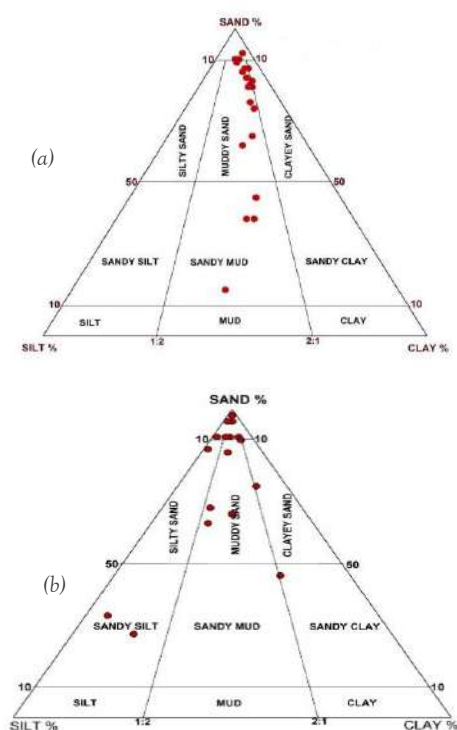 SAND %
10
10
(a)
SILTY SAND
MUDDY SAND
CLAYEY SAND
50
50
SANDY SILT
SANDY MUD
SANDY CLAY
10
10
SILT
MUD
CLAY
SILT %
1:2
2:1
CLAY %
SAND %
10
10
SILTY SAND
MUDDY SAND
CLAYEY SAND
50
50
(b)
SANDY SILT
SANDY MUD
SANDY CLAY
10
10
SILT
MUD
CLAY
SILT %
1:2
2:1
CLAY %